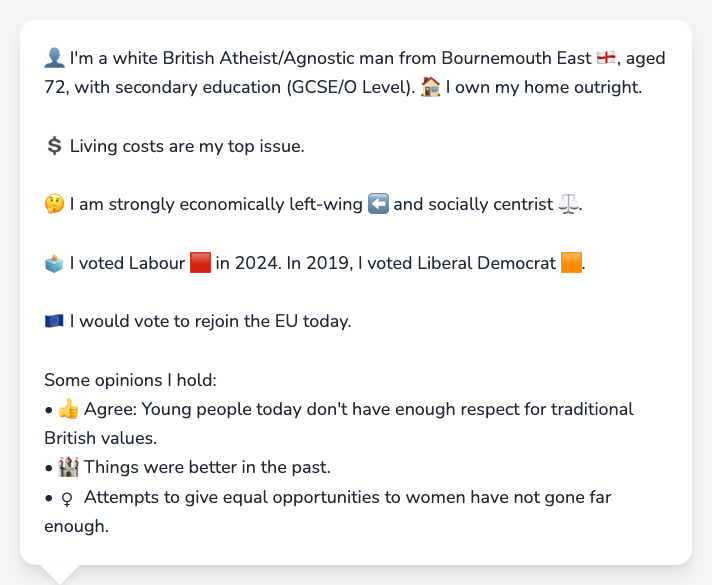 👤 I'm a white British Atheist/Agnostic man from Bournemouth East 🏴󠁧󠁢󠁥󠁮󠁧󠁿, aged
72, with secondary education (GCSE/O Level). 🏠 I own my home outright.
💲 Living costs are my top issue.
🤔 I am strongly economically left-wing ⬅️ and socially centrist ⚖️.
🗳️ I voted Labour 🟥 in 2024. In 2019, I voted Liberal Democrat 🟧.
🇪🇺 I would vote to rejoin the EU today.
Some opinions I hold:
• 👍 Agree: Young people today don't have enough respect for traditional
British values.
• 🏰 Things were better in the past.
• ♀ Attempts to give equal opportunities to women have not gone far
enough.